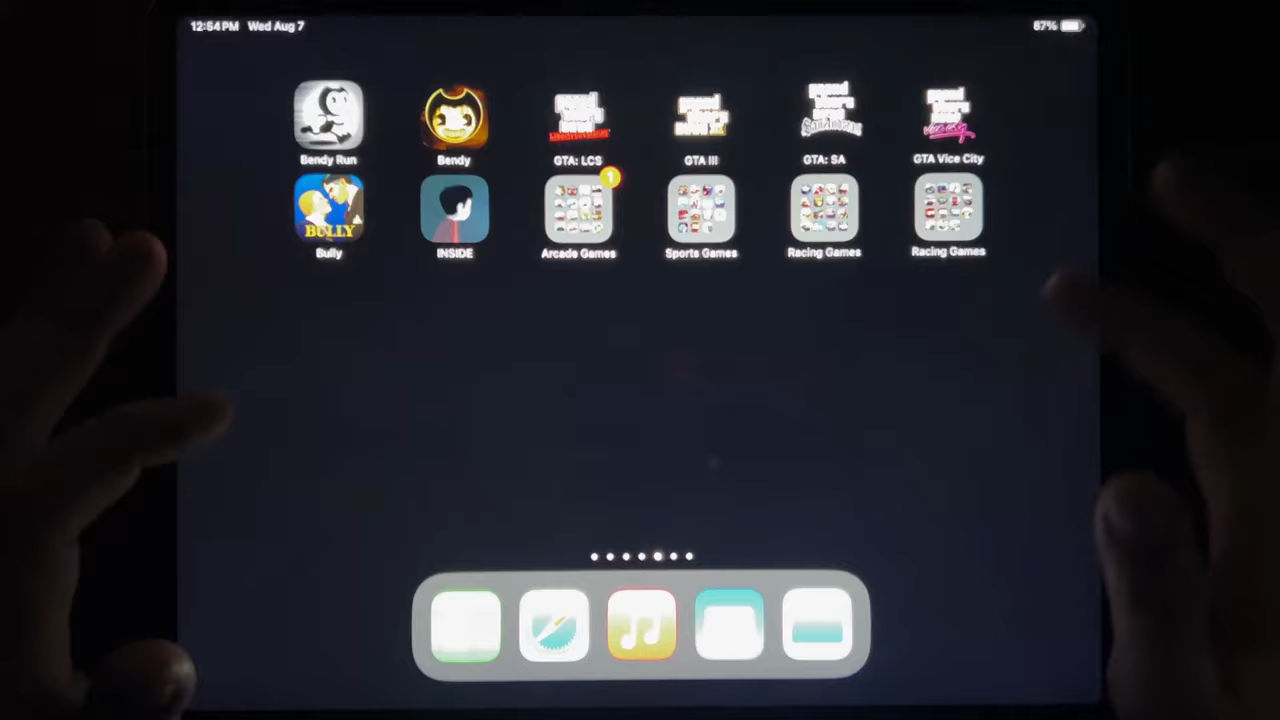 12:54 PM Wed Aug 7
87%
Bendy Run
Bendy
GTA: LCS
GTA III
GTA: SA
GTA Vice City
1
BULLY
Bully
INSIDE
Arcade Games
Sports Games
Racing Games
Racing Games